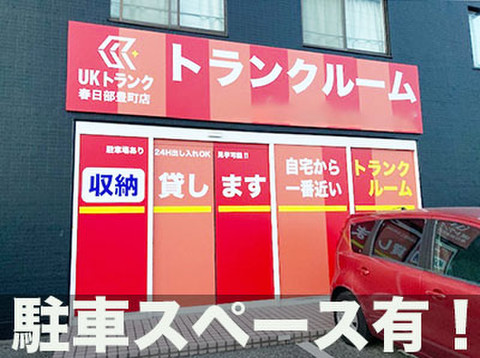 UKトランク
春日部豊町店
トランクルーム
駐車場あり
24H出し入れOK
見学可能!!
収納
貸し
ます
自宅から
一番近い
トランク
ルーム
駐車スペース有！